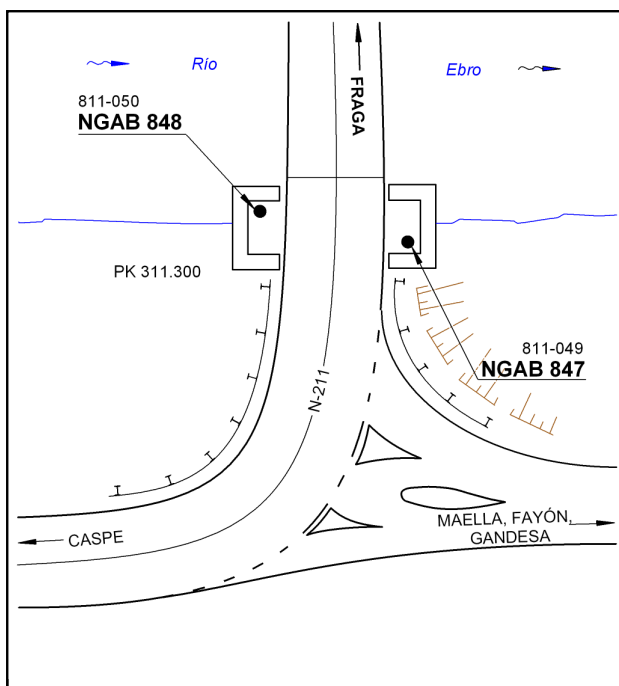 Río
Ebro
FRAGA
811-050
NGAB 848
PK 311.300
811-049
NGAB 847
N-211
MAELLA, FAYÓN,
GANDESA
CASPE